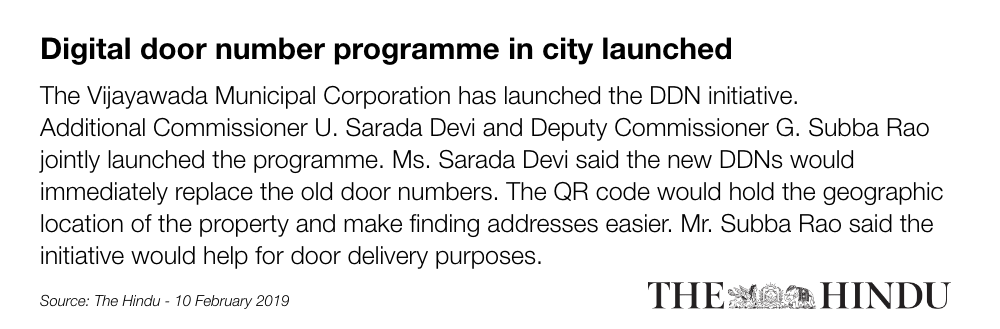 Digital door number programme in city launched
The Vijayawada Municipal Corporation has launched the DDN initiative.
Additional Commissioner U. Sarada Devi and Deputy Commissioner G. Subba Rao
jointly launched the programme. Ms. Sarada Devi said the new DDNs would
immediately replace the old door numbers. The QR code would hold the geographic
location of the property and make finding addresses easier. Mr. Subba Rao said the
initiative would help for door delivery purposes.
Source: The Hindu - 10 February 2019
THE HINDU